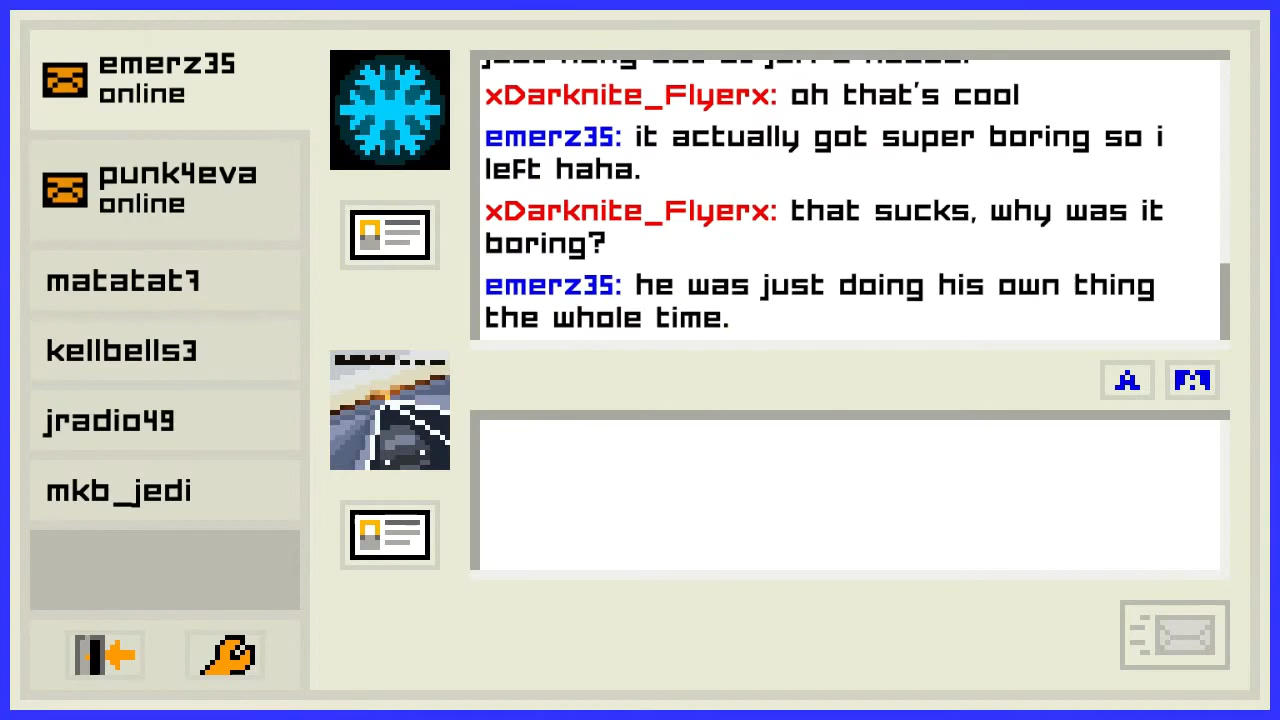 emerz35
online
punk4eva
online
matatat7
kellbells3
jradio49
mkb_jedi
xDarknite_Flyerx: oh that's cool
emerz35: it actually got super boring so i
left haha.
xDarknite_Flyerx: that sucks, why was it
boring?
emerz35: he was just doing his own thing
the whole time.
A